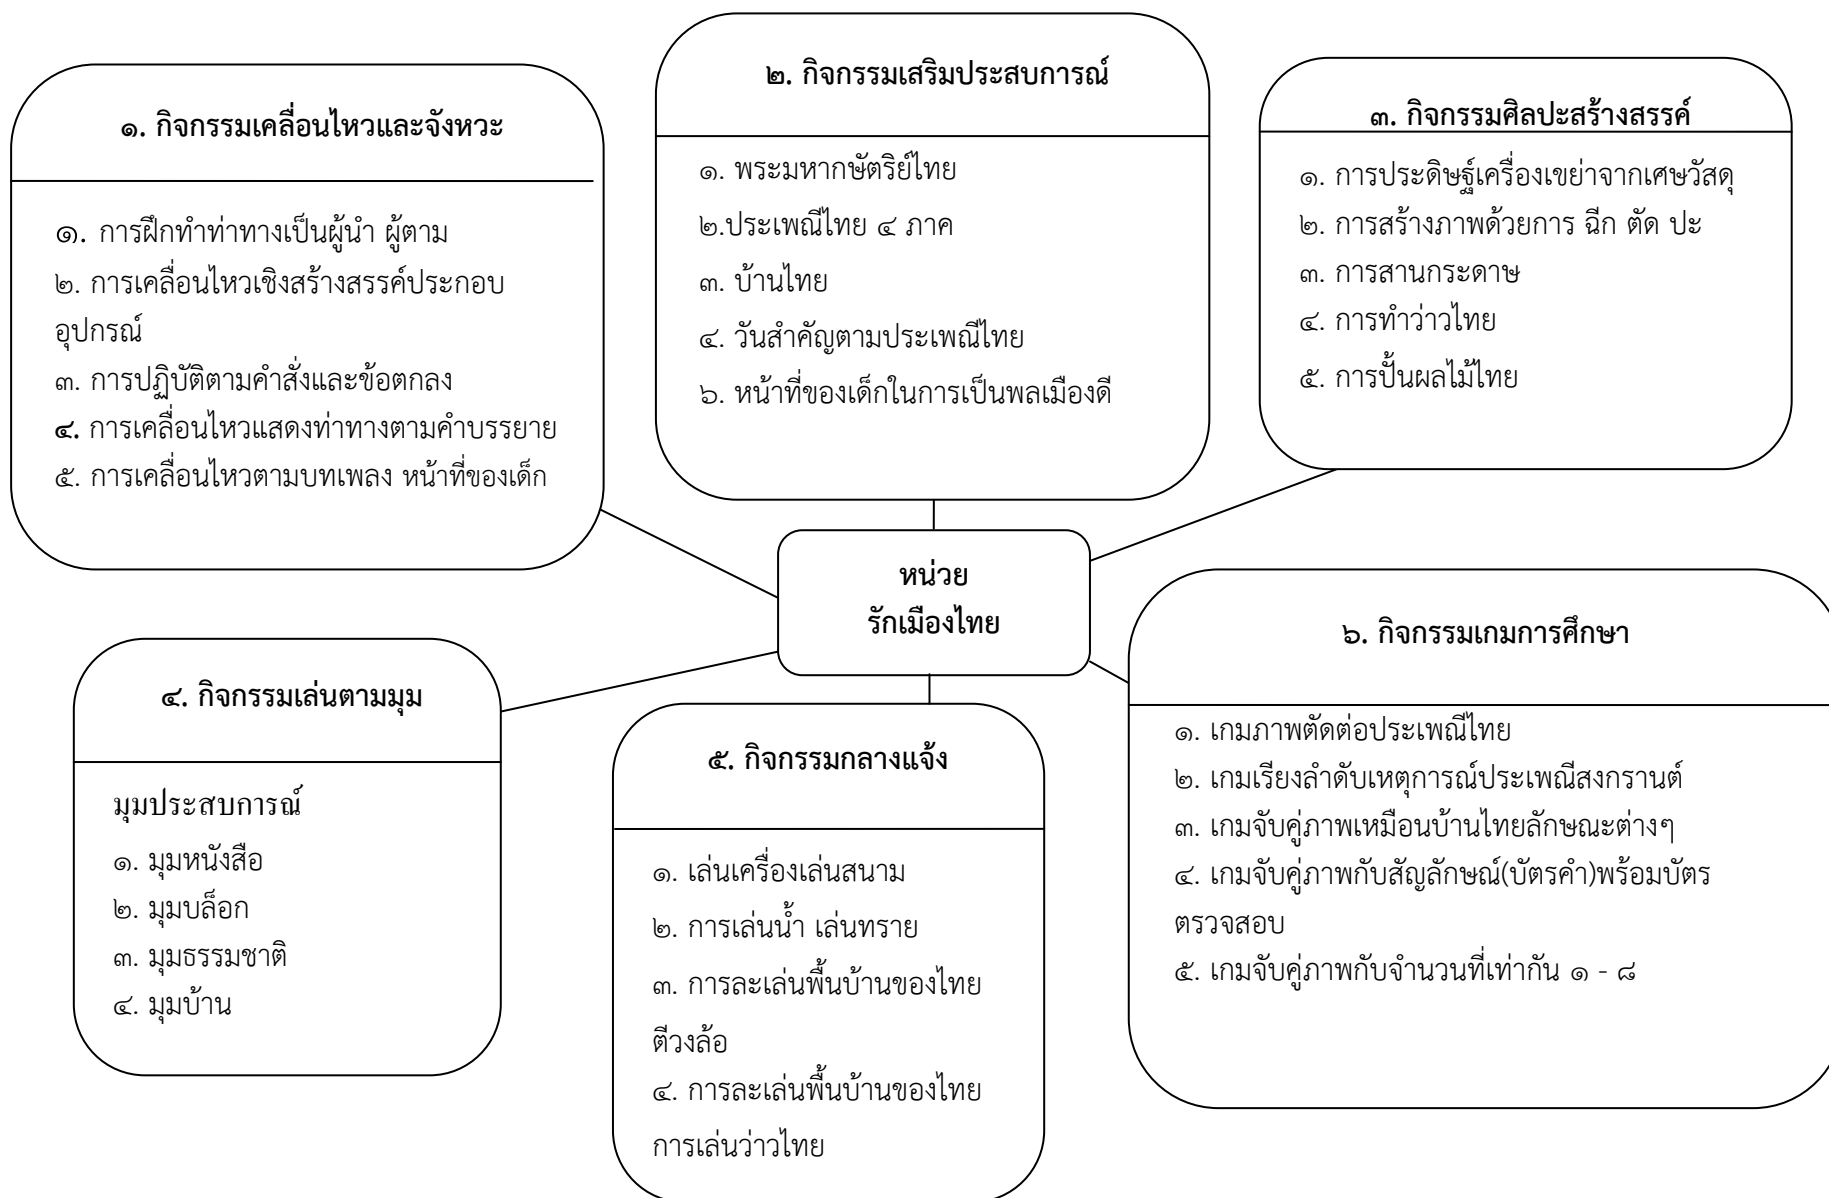 ๑. กิจกรรมเคลื่อนไหวและจังหวะ
๑. การฝึกทำท่าทางเป็นผู้นำ ผู้ตาม
๒. การเคลื่อนไหวเชิงสร้างสรรค์ประกอบ
อุปกรณ์
๓. การปฏิบัติตามคำสั่งและข้อตกลง
๔. การเคลื่อนไหวแสดงท่าทางตามคำบรรยาย
๕. การเคลื่อนไหวตามบทเพลง หน้าที่ของเด็ก
๒. กิจกรรมเสริมประสบการณ์
๑. พระมหากษัตริย์ไทย
๒.ประเพณีไทย ๔ ภาค
๓. บ้านไทย
๔. วันสำคัญตามประเพณีไทย
๖. หน้าที่ของเด็กในการเป็นพลเมืองดี
๓. กิจกรรมศิลปะสร้างสรรค์
๑. การประดิษฐ์เครื่องเขย่าจากเศษวัสดุ
๒. การสร้างภาพด้วยการ ฉีก ตัด ปะ
๓. การสานกระดาษ
๔. การทำว่าวไทย
๕. การปั้นผลไม้ไทย
หน่วย
รักเมืองไทย
๔. กิจกรรมเล่นตามมุม
มุมประสบการณ์
๑. มุมหนังสือ
๒. มุมบล็อก
๓. มุมธรรมชาติ
๔. มุมบ้าน
๕. กิจกรรมกลางแจ้ง
๑. เล่นเครื่องเล่นสนาม
๒. การเล่นน้ำ เล่นทราย
๓. การละเล่นพื้นบ้านของไทย
ตีวงล้อ
๔. การละเล่นพื้นบ้านของไทย
การเล่นว่าวไทย
๖. กิจกรรมเกมการศึกษา
๑. เกมภาพตัดต่อประเพณีไทย
๒. เกมเรียงลำดับเหตุการณ์ประเพณีสงกรานต์
๓. เกมจับคู่ภาพเหมือนบ้านไทยลักษณะต่างๆ
๔. เกมจับคู่ภาพกับสัญลักษณ์(บัตรคำ)พร้อมบัตร
ตรวจสอบ
๕. เกมจับคู่ภาพกับจำนวนที่เท่ากัน ๑ - ๘